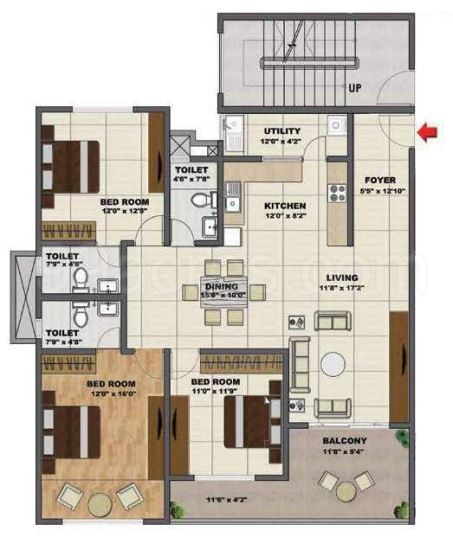 UP
UTILITY
12'0" x 4'2"
TOILET
4'6" x 7'8"
FOYER
5'5" x 12'10"
BED ROOM
12'0" x 12'5"
KITCHEN
12'0" x 8'2"
TOILET
7'9" x 4'8"
DINING
15'8" x 10'0"
LIVING
11'8" x 17'2"
TOILET
7'9" x 4'8"
BED ROOM
12'0" x 16'0"
BED ROOM
11'0" x 11'9"
BALCONY
11'8" x 9'4"
11'6" x 4'3"